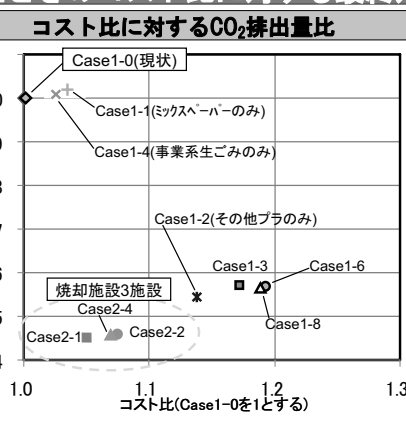 コスト比に対するCO₂排出量比
Case1-0(現状)
Case1-1(ミックスペーパーのみ)
Case1-4(事業系生ごみのみ)
Case1-2(その他プラのみ)
Case1-3
Case1-6
焼却施設3施設
Case2-4
Case1-8
Case2-1
Case2-2
1.0
1.1
1.2
1.3
コスト比(Case1-0を1とする)